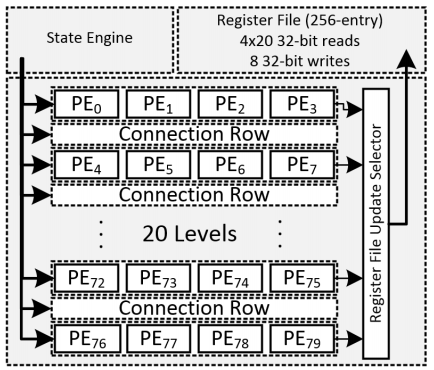 State Engine
Register File (256-entry)
4x20 32-bit reads
8 32-bit writes
PE0 PE1 PE2 PE3
Connection Row
PE4 PE5 PE6 PE7
Connection Row
20 Levels
PE72 PE73 PE74 PE75
Connection Row
PE76 PE77 PE78 PE79
Register File Update Selector